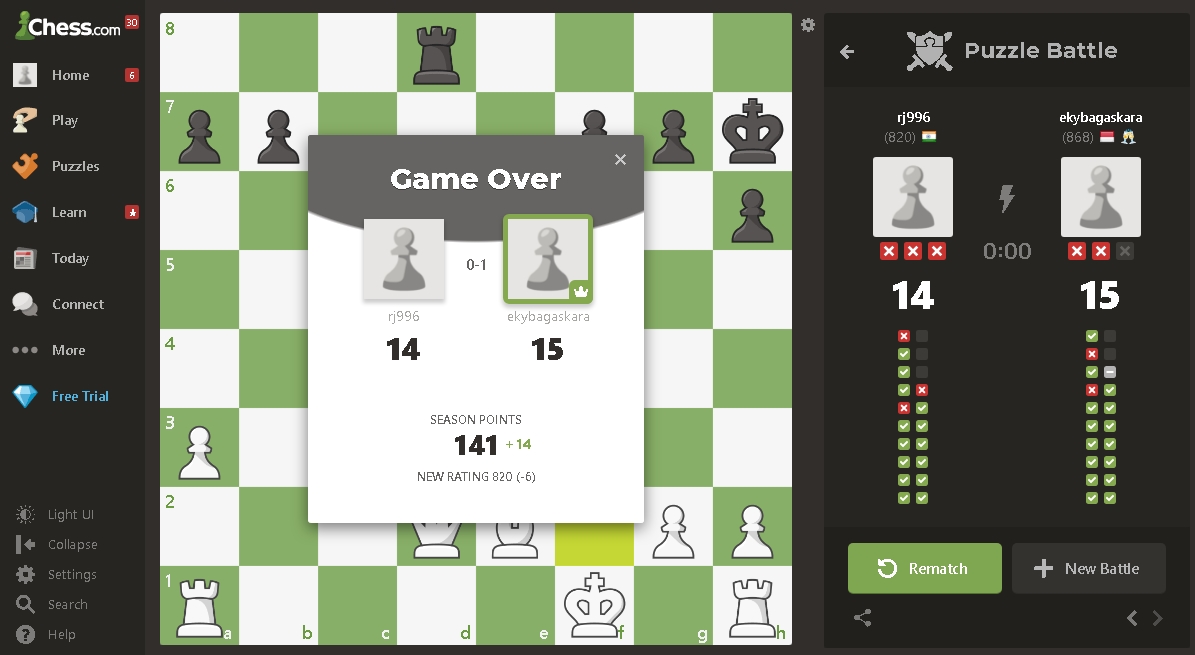 Chess.com 30
Home 6
Play
Puzzles
Learn
Today
Connect
More
Free Trial
Light UI
Collapse
Settings
Search
Help
8
7
6
5
4
3
2
1
a b c d e f g h
Game Over
0-1
rj996 ekybagaskara
14 15
SEASON POINTS
141 +14
NEW RATING 820 (-6)
Puzzle Battle
rj996 ekybagaskara
(820) (868)
0:00
14 15
Rematch New Battle